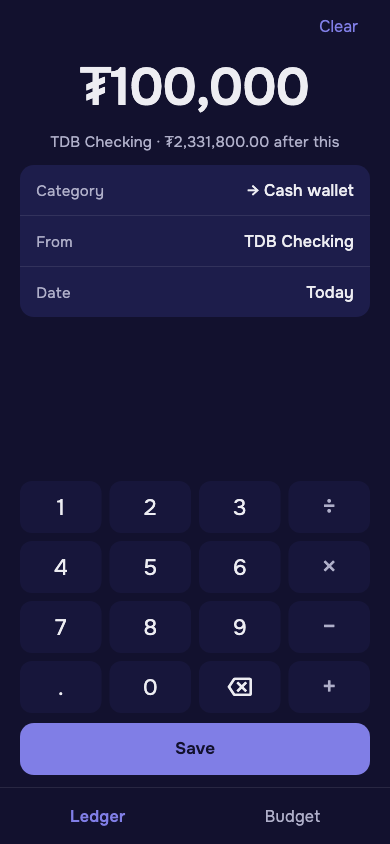 Clear
₮100,000
TDB Checking · ₮2,331,800.00 after this
Category → Cash wallet
From TDB Checking
Date Today
1 2 3 ÷
4 5 6 ×
7 8 9 −
. 0 +
Save
Ledger Budget